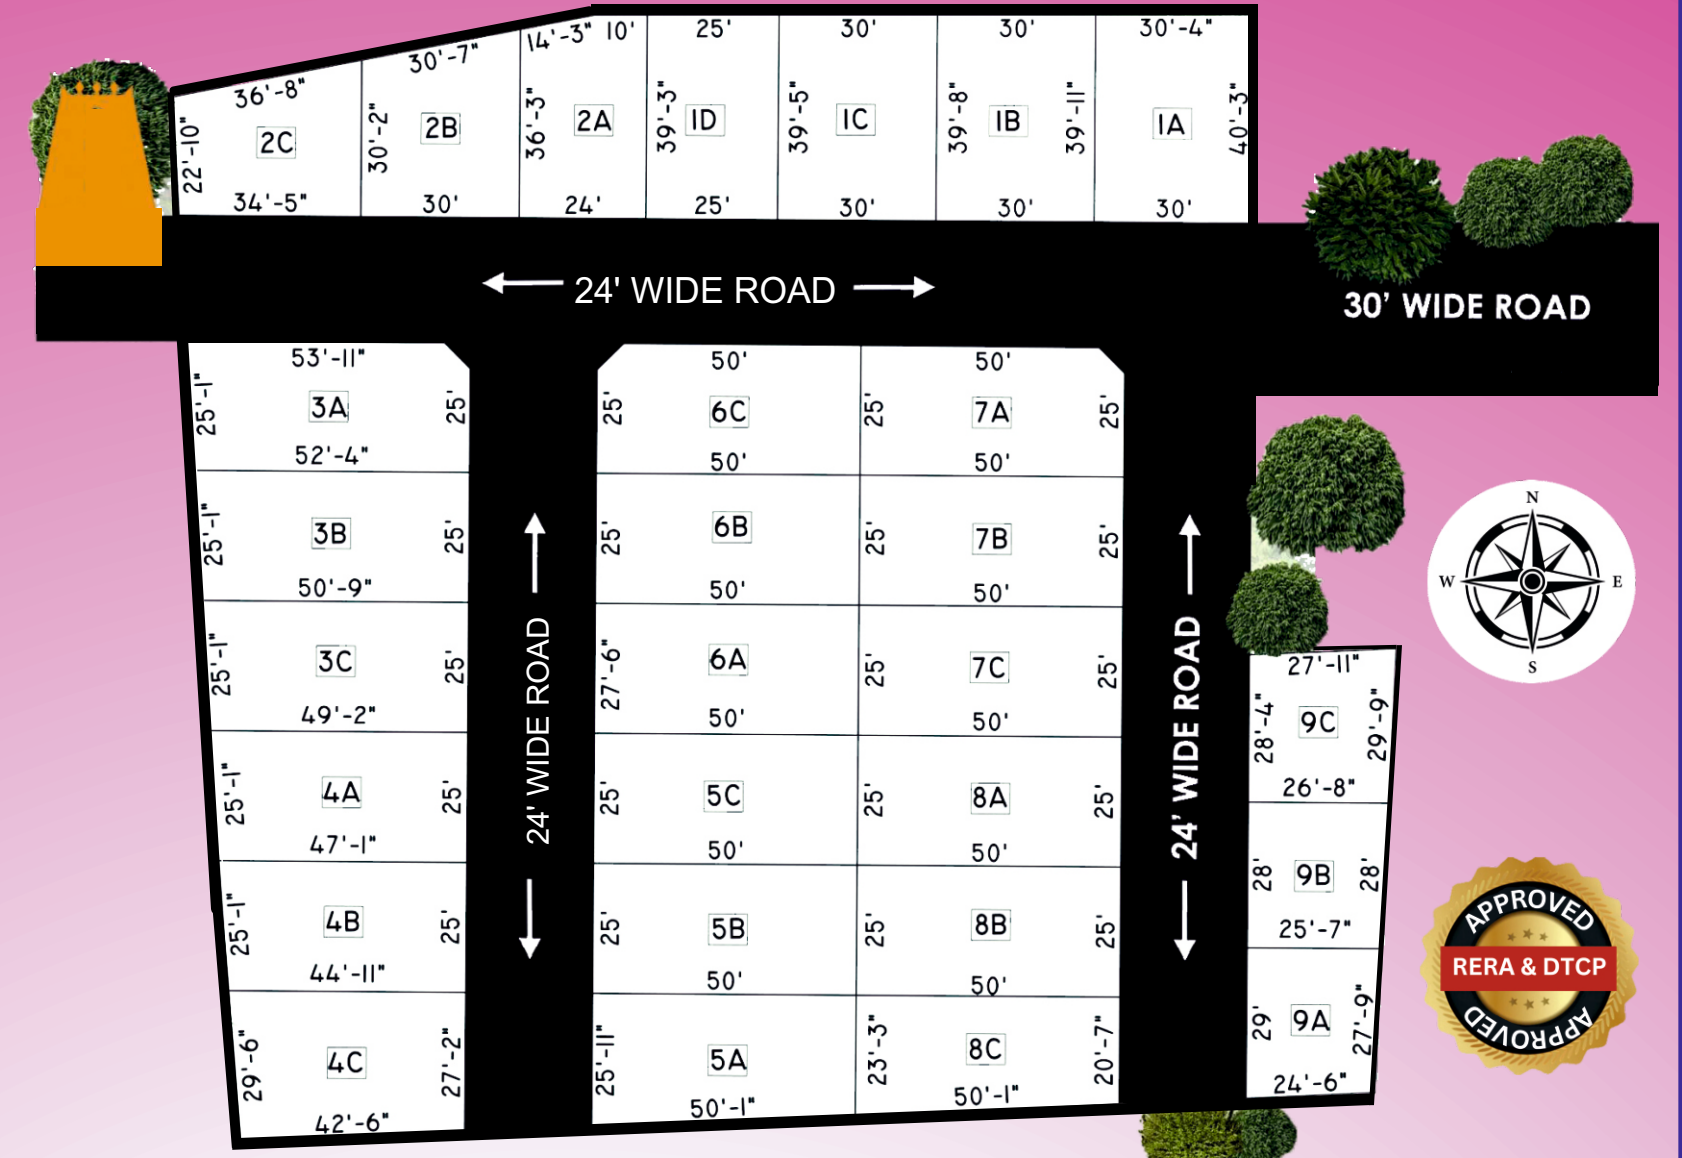 14'-3" 10' 25' 30' 30' 30'-4"
36'-8" 30'-7"
22'-10" 2C 30'-2" 2B 36'-3" 2A 39'-3" 1D 39'-5" 1C 39'-8" 1B 39'-11" 1A 40'-3"
34'-5" 30' 24' 25' 30' 30' 30'
24' WIDE ROAD
30' WIDE ROAD
53'-11" 50' 50'
25'-1" 3A 25' 25' 6C 25' 7A 25'
52'-4" 50' 50'
25'-1" 3B 25' 25' 6B 25' 7B 25'
50'-9" 50' 50'
25'-1" 3C 25' 27'-6" 6A 25' 7C 25'
49'-2" 50' 50'
25'-1" 4A 25' 25' 5C 25' 8A 25'
47'-1" 50' 50'
25'-1" 4B 25' 25' 5B 25' 8B 25'
44'-11" 50' 50'
29'-6" 4C 27'-2" 25'-11" 5A 23'-3" 8C 20'-7"
42'-6" 50'-1" 50'-1"
24' WIDE ROAD
24' WIDE ROAD
27'-11"
28'-4" 9C 29'-9"
26'-8"
28' 9B 28'
25'-7"
29' 9A 27'-9"
24'-6"
N
W E
S
APPROVED
RERA & DTCP
APPROVED